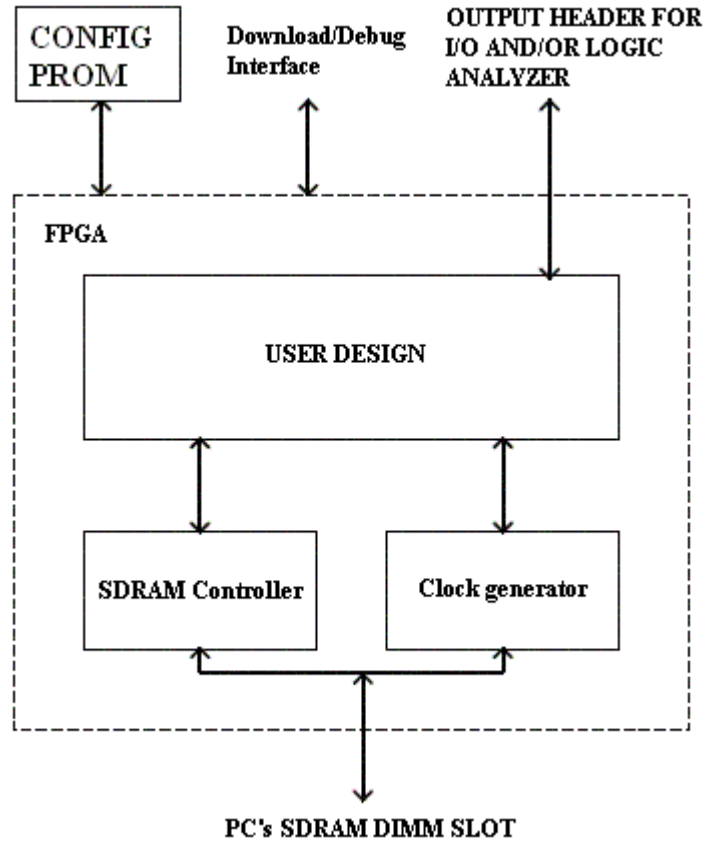 CONFIG
PROM
Download/Debug
Interface
OUTPUT HEADER FOR
I/O AND/OR LOGIC
ANALYZER
FPGA
USER DESIGN
SDRAM Controller
Clock generator
PC's SDRAM DIMM SLOT